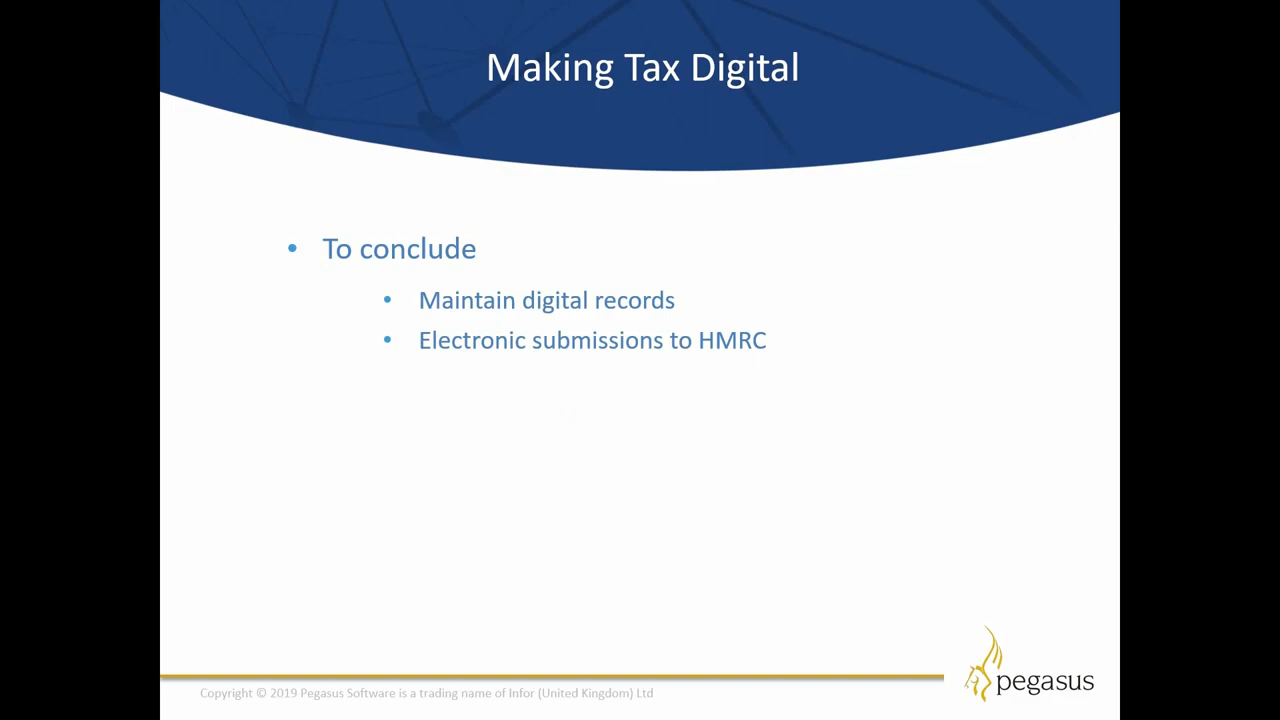 Making Tax Digital
• To conclude
• Maintain digital records
• Electronic submissions to HMRC
Copyright © 2019 Pegasus Software is a trading name of Infor (United Kingdom) Ltd
pegasus